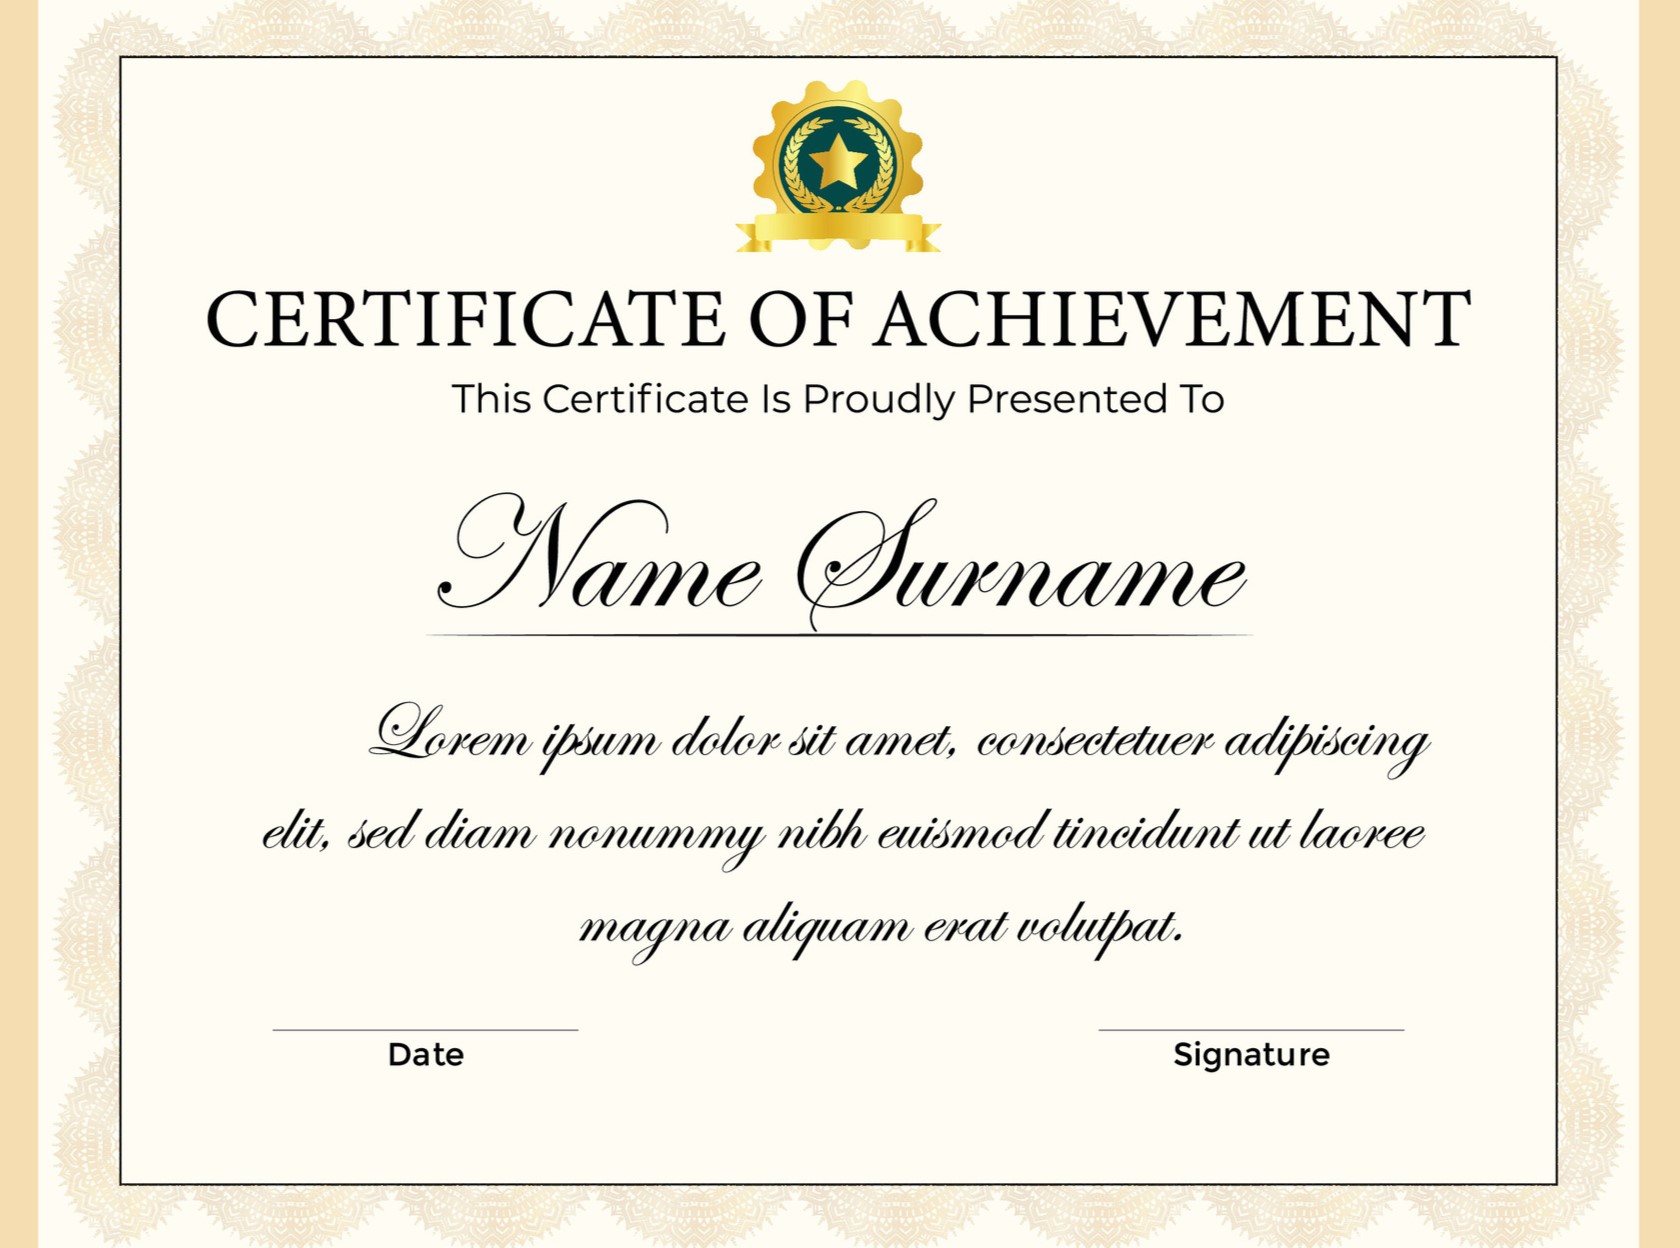 CERTIFICATE OF ACHIEVEMENT
This Certificate Is Proudly Presented To
Name Surname
Lorem ipsum dolor sit amet, consectetuer adipiscing
elit, sed diam nonummy nibh euismod tincidunt ut laoree
magna aliquam erat volutpat.
Date
Signature